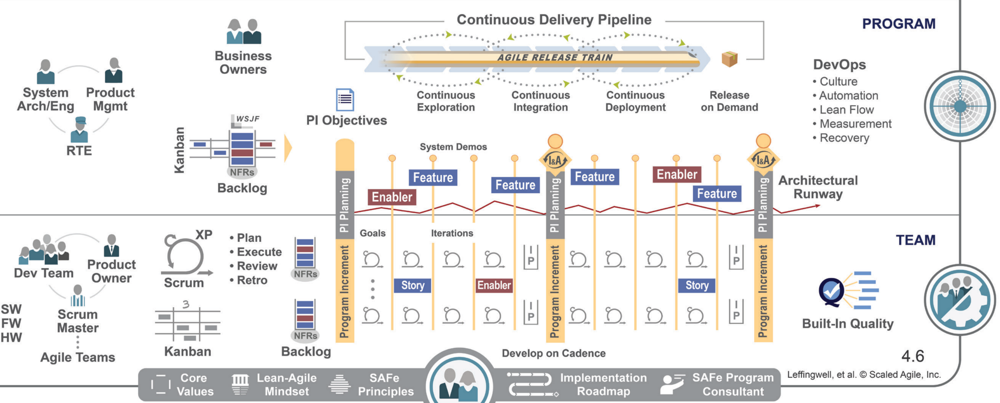 Continuous Delivery Pipeline
PROGRAM
Business
Owners
AGILE RELEASE TRAIN
System
Arch/Eng
Product
Mgmt
RTE
Continuous
Exploration
Continuous
Integration
Continuous
Deployment
Release
on Demand
DevOps
• Culture
• Automation
• Lean Flow
• Measurement
• Recovery
PI Objectives
Kanban
WSJF
NFRs
Backlog
System Demos
I&A
I&A
PI Planning
Enabler
Feature
Feature
PI Planning
Feature
Enabler
Feature
PI Planning
Architectural
Runway
TEAM
Dev Team
Product
Owner
Scrum
Master
Agile Teams
SW
FW
HW
XP
Scrum
• Plan
• Execute
• Review
• Retro
3
Kanban
NFRs
NFRs
Backlog
Program Increment
Goals
Iterations
Story
Enabler
I
P
I
P
Program Increment
Story
I
P
I
P
Program Increment
Built-In Quality
Develop on Cadence
4.6
Leffingwell, et al. © Scaled Agile, Inc.
Core
Values
Lean-Agile
Mindset
SAFe
Principles
Implementation
Roadmap
SAFe Program
Consultant